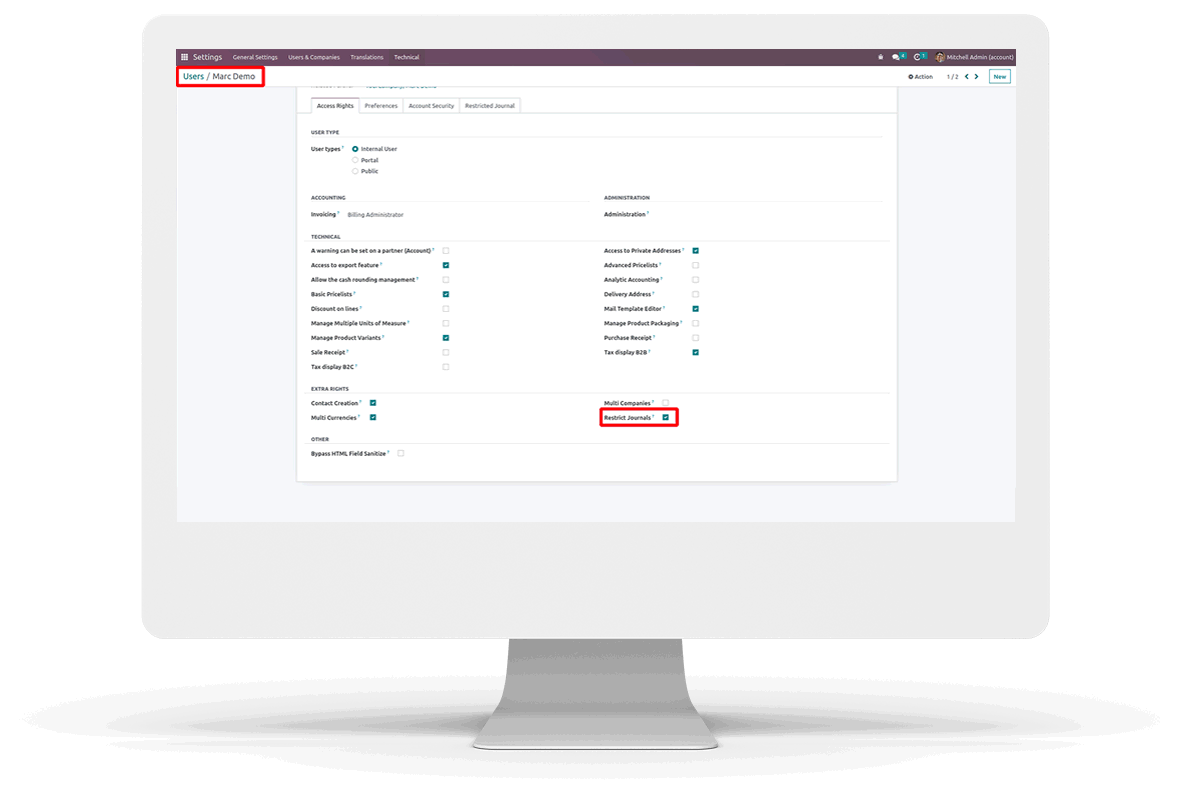 Settings General Settings Users & Companies Translations Technical 4 1 Mitchell Admin (account)
Users / Marc Demo Action 1 / 2 New
Access Rights Preferences Account Security Restricted Journal
USER TYPE
User types ? Internal User
Portal
Public
ACCOUNTING ADMINISTRATION
Invoicing ? Billing Administrator Administration ?
TECHNICAL
A warning can be set on a partner (Account) ? Access to Private Addresses ?
Access to export feature ? Advanced Pricelists ?
Allow the cash rounding management ? Analytic Accounting ?
Basic Pricelists ? Delivery Address ?
Discount on lines ? Mail Template Editor ?
Manage Multiple Units of Measure ? Manage Product Packaging ?
Manage Product Variants ? Purchase Receipt ?
Sale Receipt ? Tax display B2B ?
Tax display B2C ?
EXTRA RIGHTS
Contact Creation ? Multi Companies ?
Multi Currencies ? Restrict Journals ?
OTHER
Bypass HTML Field Sanitize ?